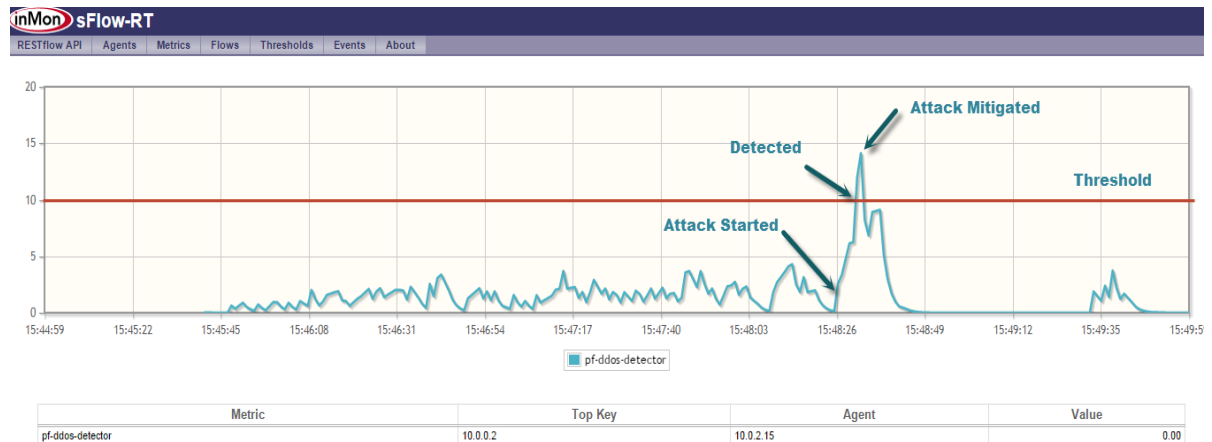 inMon sFlow-RT
RESTflow API Agents Metrics Flows Thresholds Events About
20
Attack Mitigated
15
Detected
Threshold
10
Attack Started
5
0
15:44:59 15:45:22 15:45:45 15:46:08 15:46:31 15:46:54 15:47:17 15:47:40 15:48:03 15:48:26 15:48:49 15:49:12 15:49:35 15:49:5
pf-ddos-detector
Metric Top Key Agent Value
pf-ddos-detector 10.0.0.2 10.0.2.15 0.00